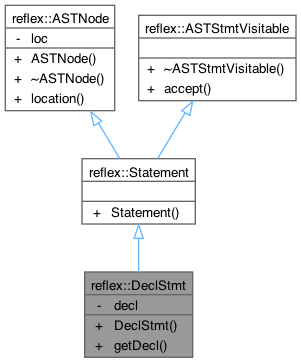 reflex::ASTNode
- loc
+ ASTNode()
+ ~ASTNode()
+ location()
reflex::ASTStmtVisitable
+ ~ASTStmtVisitable()
+ accept()
reflex::Statement
+ Statement()
reflex::DeclStmt
- decl
+ DeclStmt()
+ getDecl()